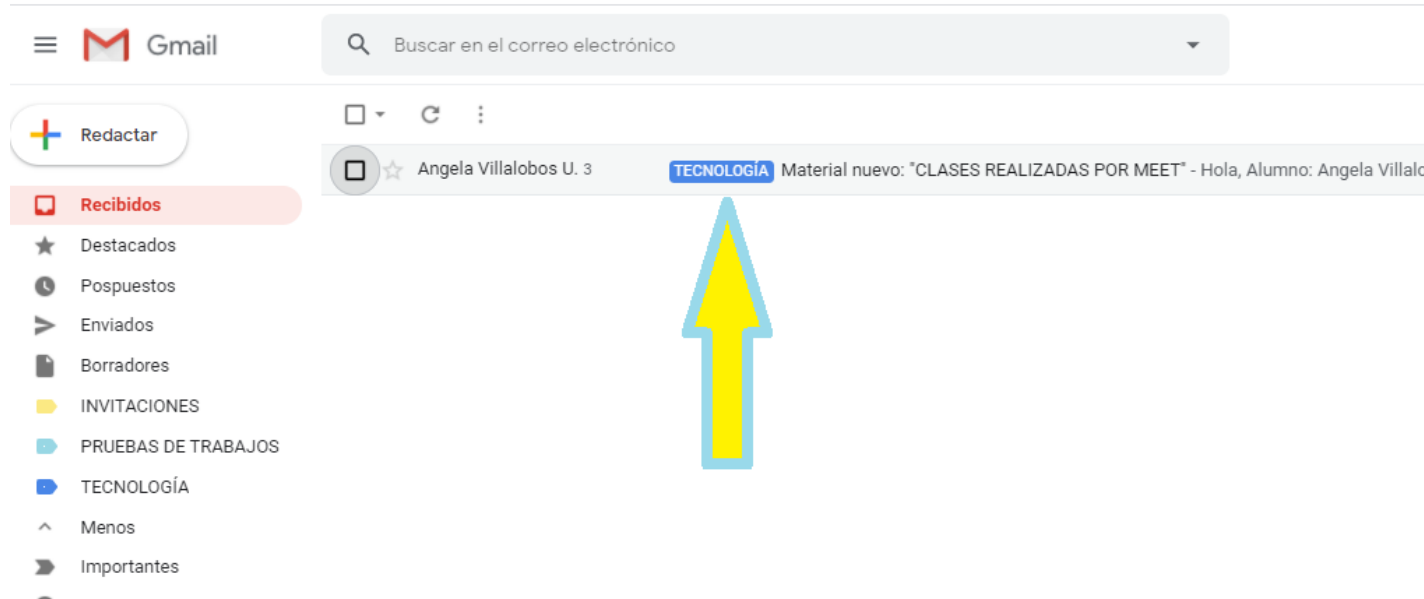 Gmail
Buscar en el correo electrónico
Redactar
Angela Villalobos U. 3 TECNOLOGÍA Material nuevo: "CLASES REALIZADAS POR MEET" - Hola, Alumno: Angela Villalo
Recibidos
Destacados
Pospuestos
Enviados
Borradores
INVITACIONES
PRUEBAS DE TRABAJOS
TECNOLOGÍA
Menos
Importantes